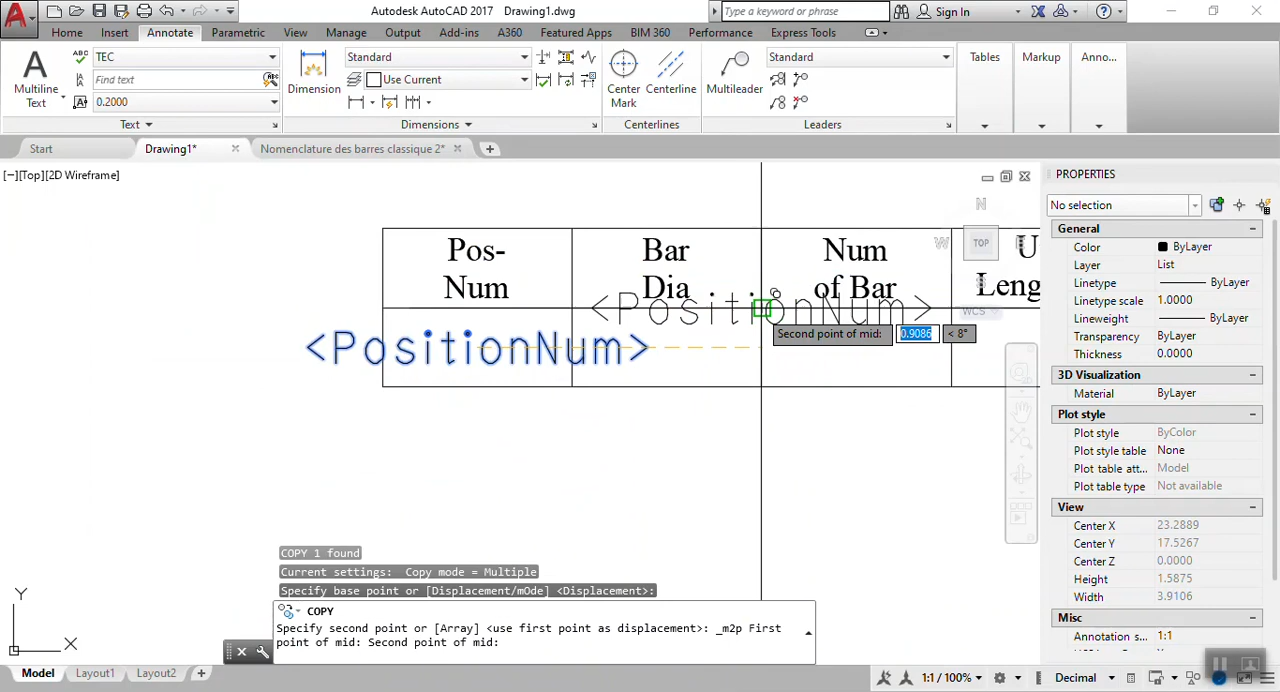 Autodesk AutoCAD 2017 Drawing1.dwg
Type a keyword or phrase
Sign In
Home Insert Annotate Parametric View Manage Output Add-ins A360 Featured Apps BIM 360 Performance Express Tools
TEC
Find text
0.2000
Multiline
Text
Text
Standard
Use Current
Dimension
Dimensions
Center
Mark
Centerline
Centerlines
Multileader
Standard
Leaders
Tables
Markup
Anno...
Start
Drawing1*
Nomenclature des barres classique 2*
[−][Top][2D Wireframe]
N
W
TOP
WCS
Pos-
Num
Bar
Dia
Num
of Bar
U
Leng
<PositionNum>
<PositionNum>
Second point of mid:
0.9086
< 8°
PROPERTIES
No selection
General
Color ByLayer
Layer List
Linetype ByLayer
Linetype scale 1.0000
Lineweight ByLayer
Transparency ByLayer
Thickness 0.0000
3D Visualization
Material ByLayer
Plot style
Plot style ByColor
Plot style table None
Plot table att... Model
Plot table type Not available
View
Center X 23.2889
Center Y 17.5267
Center Z 0.0000
Height 1.5875
Width 3.9106
Misc
Annotation s... 1:1
COPY 1 found
Current settings: Copy mode = Multiple
Specify base point or [Displacement/mOde] <Displacement>:
COPY
Specify second point or [Array] <use first point as displacement>: _m2p First
point of mid: Second point of mid:
Y
X
Model Layout1 Layout2
1:1 / 100%
Decimal